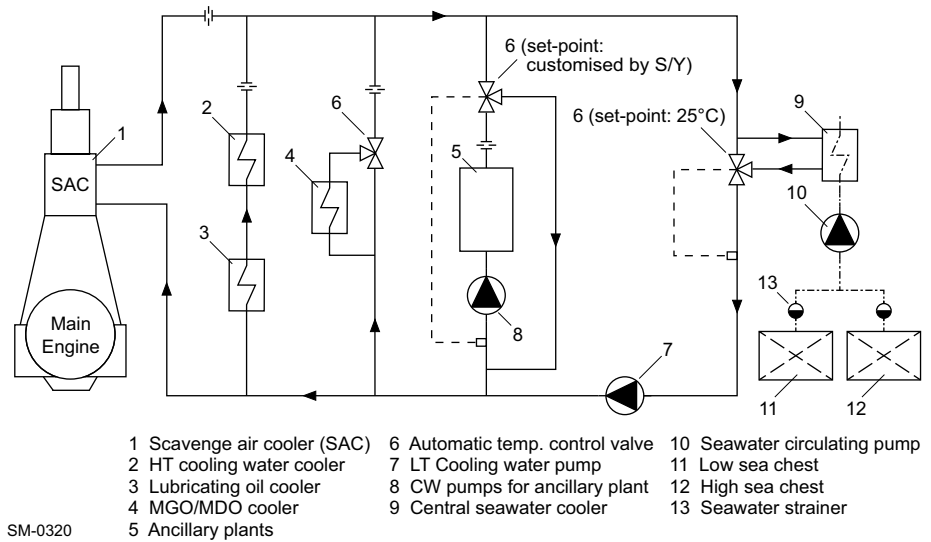 6 (set-point:
customised by S/Y)
6 (set-point: 25°C)
1
2
3
4
5
6
7
8
9
10
11
12
13
SAC
Main
Engine
1 Scavenge air cooler (SAC)
2 HT cooling water cooler
3 Lubricating oil cooler
4 MGO/MDO cooler
5 Ancillary plants
6 Automatic temp. control valve
7 LT Cooling water pump
8 CW pumps for ancillary plant
9 Central seawater cooler
10 Seawater circulating pump
11 Low sea chest
12 High sea chest
13 Seawater strainer
SM-0320